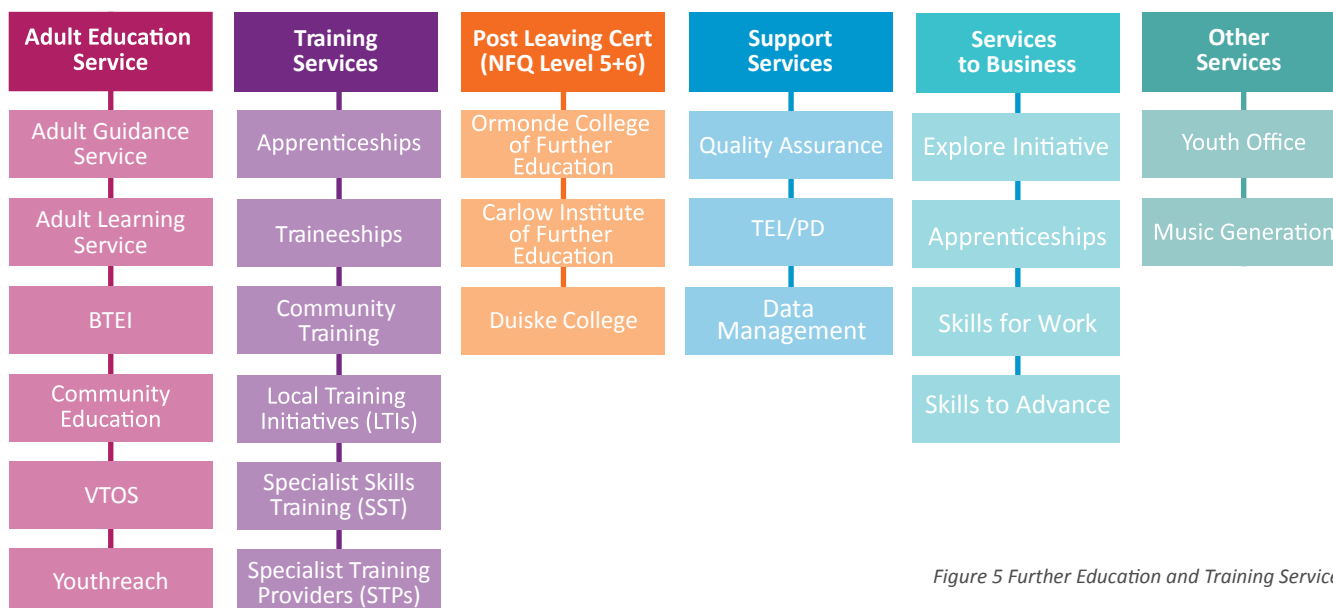 Adult Education
Service
Adult Guidance
Service
Adult Learning
Service
BTEI
Community
Education
VTOS
Youthreach
Training
Services
Apprenticeships
Traineeships
Community
Training
Local Training
Initiatives (LTIs)
Specialist Skills
Training (SST)
Specialist Training
Providers (STPs)
Post Leaving Cert
(NFQ Level 5+6)
Ormonde College
of Further
Education
Carlow Institute
of Further
Education
Duiske College
Support
Services
Quality Assurance
TEL/PD
Data
Management
Services
to Business
Explore Initiative
Apprenticeships
Skills for Work
Skills to Advance
Other
Services
Youth Office
Music Generation
Figure 5 Further Education and Training Service